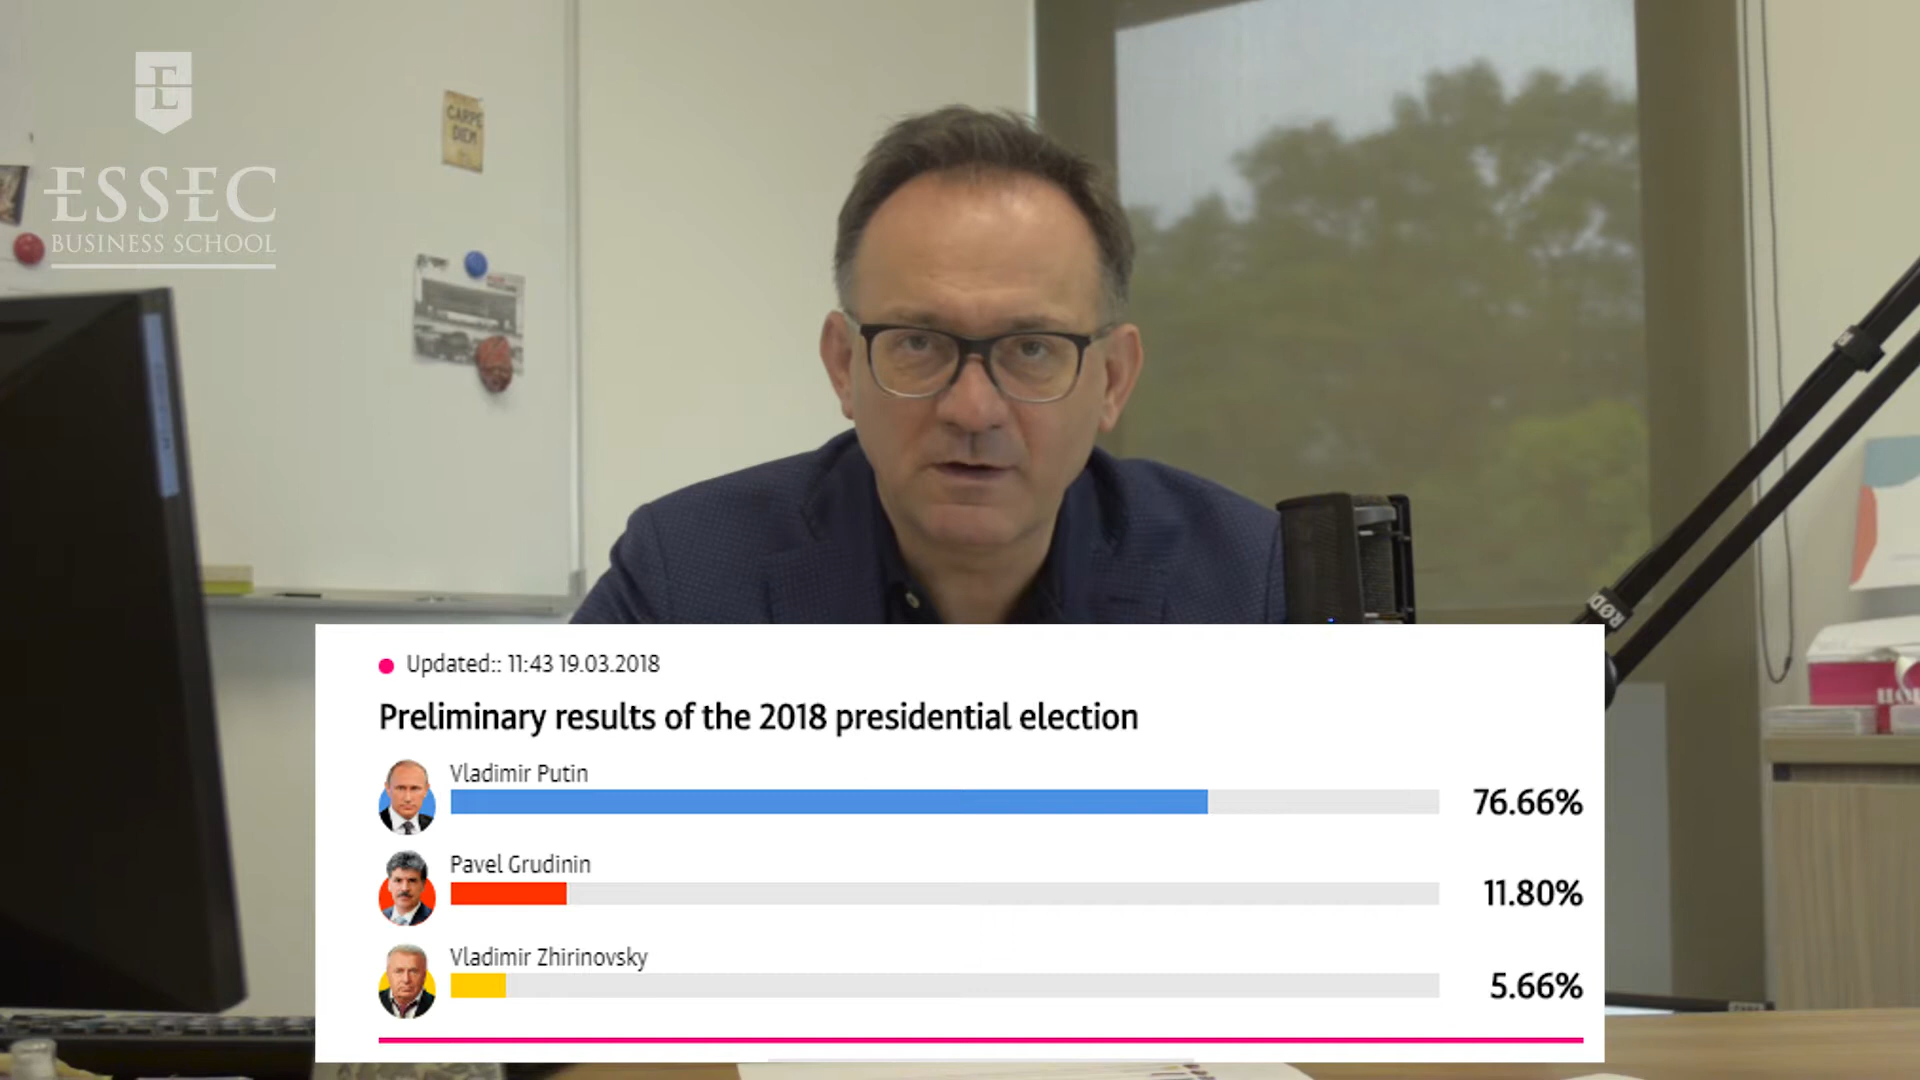 E
CARPE
DIEM
ESSEC
BUSINESS SCHOOL
RØDE
Updated:: 11:43 19.03.2018
Preliminary results of the 2018 presidential election
Vladimir Putin
76.66%
Pavel Grudinin
11.80%
Vladimir Zhirinovsky
5.66%